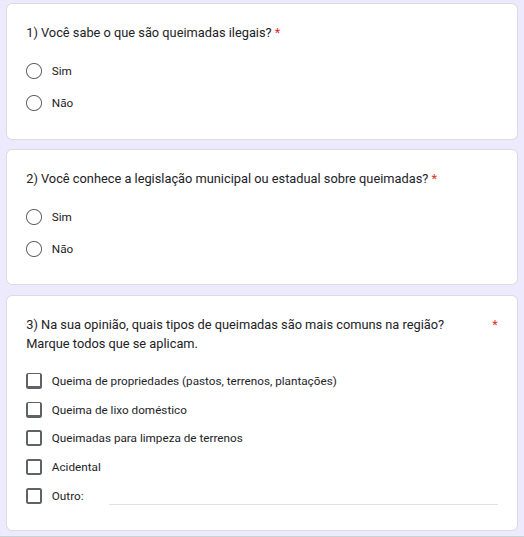 1) Você sabe o que são queimadas ilegais? *
Sim
Não
2) Você conhece a legislação municipal ou estadual sobre queimadas? *
Sim
Não
3) Na sua opinião, quais tipos de queimadas são mais comuns na região? *
Marque todos que se aplicam.
Queima de propriedades (pastos, terrenos, plantações)
Queima de lixo doméstico
Queimadas para limpeza de terrenos
Acidental
Outro: